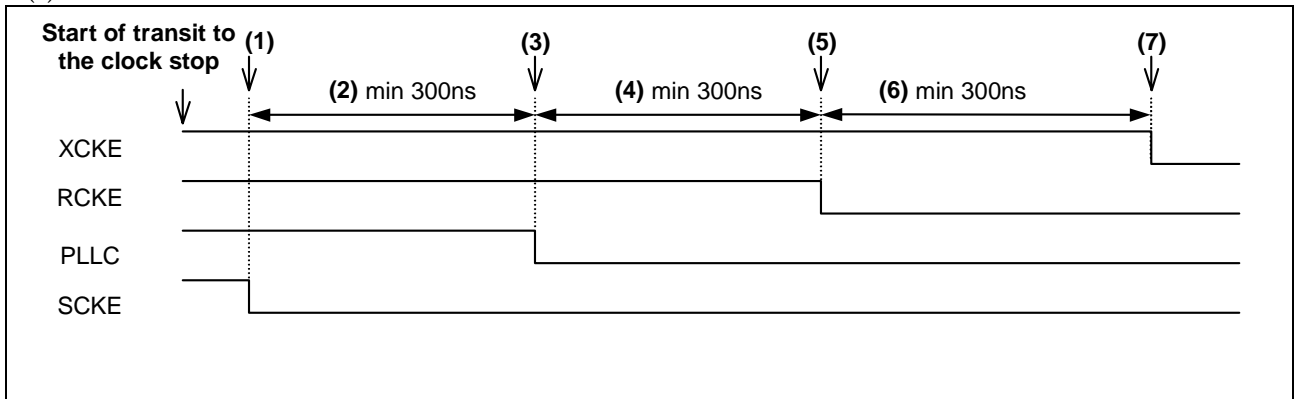 Start of transit to
the clock stop
(1)
(3)
(5)
(7)
(2) min 300ns
(4) min 300ns
(6) min 300ns
XCKE
RCKE
PLLC
SCKE